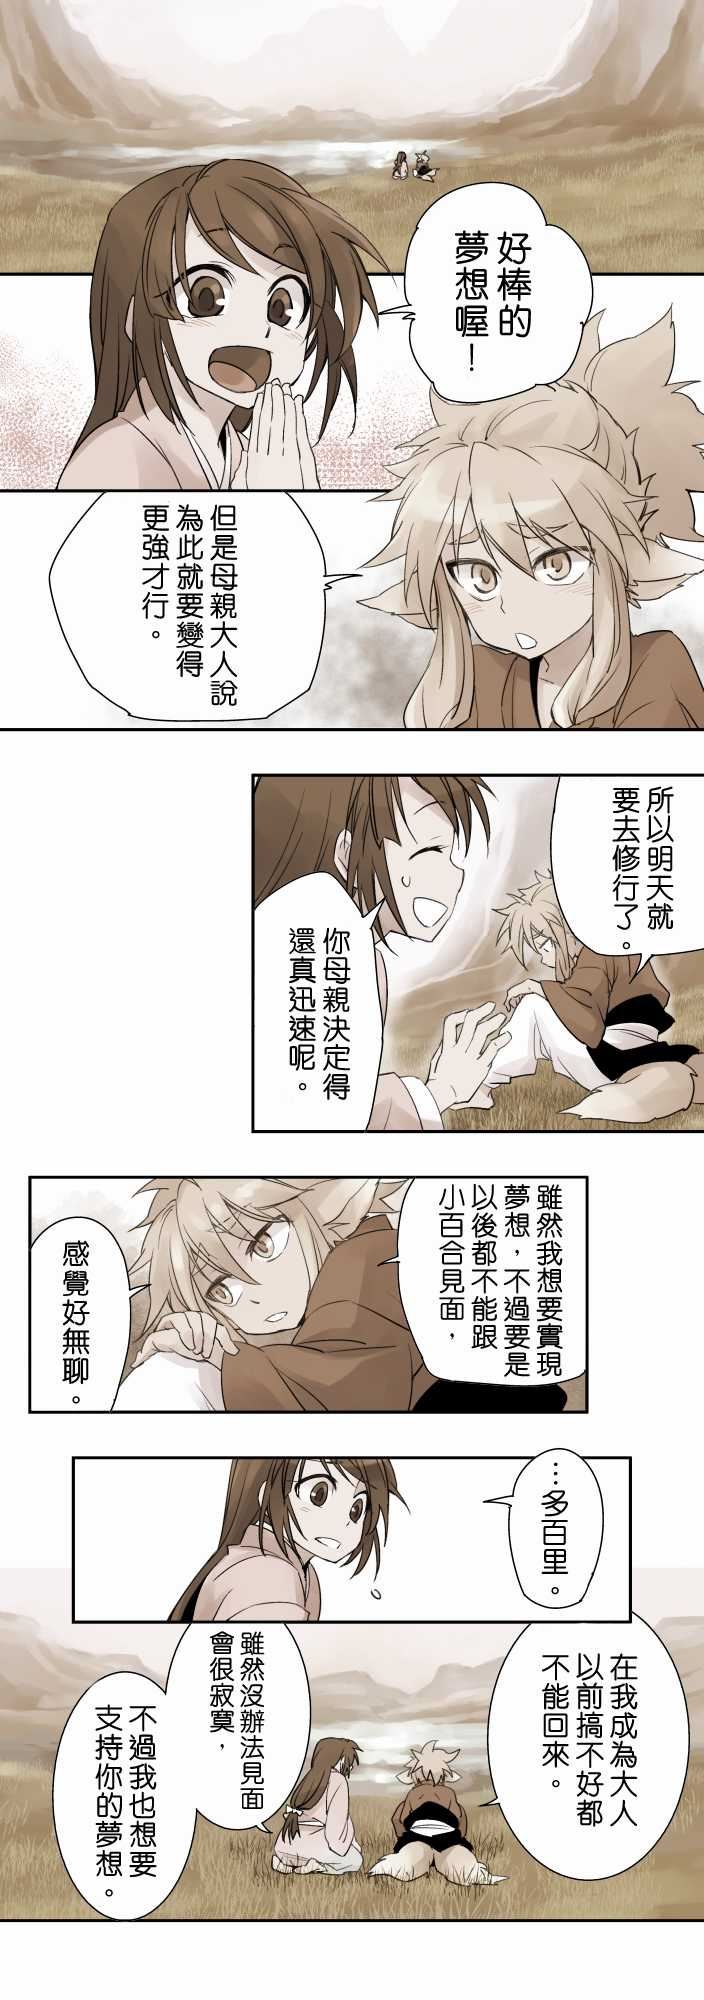 好棒的
夢想喔！
但是母親大人說
為此就要變得
更強才行。
所以明天就
要去修行了。
你母親決定得
還真迅速呢。
雖然我想要實現
夢想，不過要是
以後都不能跟
小百合見面，
感覺好無聊。
…多百里。
在我成為大人
以前搞不好都
不能回來。
雖然沒辦法見面
會很寂寞，
不過我也想要
支持你的夢想。